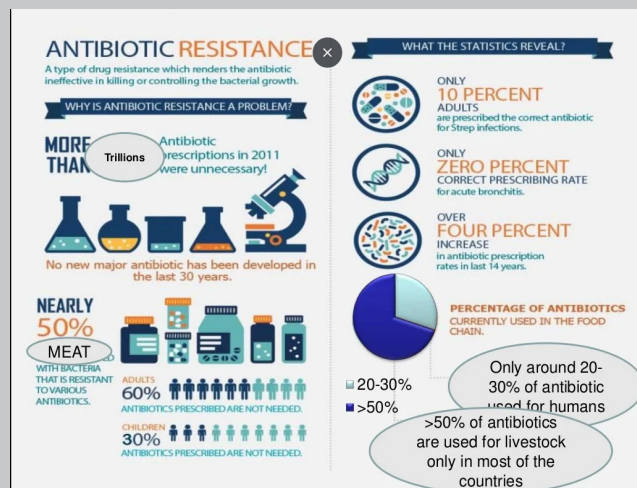 ANTIBIOTIC RESISTANCE
A type of drug resistance which renders the antibiotic
ineffective in killing or controlling the bacterial growth.
WHY IS ANTIBIOTIC RESISTANCE A PROBLEM?
MORE
THAN
Trillions
Antibiotic
prescriptions in 2011
were unnecessary!
No new major antibiotic has been developed in
the last 30 years.
NEARLY
50%
MEAT
WITH BACTERIA
THAT IS RESISTANT
TO VARIOUS
ANTIBIOTICS.
ADULTS
60%
ANTIBIOTICS PRESCRIBED ARE NOT NEEDED.
CHILDREN
30%
ANTIBIOTICS PRESCRIBED ARE NOT NEEDED.
WHAT THE STATISTICS REVEAL?
ONLY
10 PERCENT
ADULTS
are prescribed the correct antibiotic
for Strep infections.
ONLY
ZERO PERCENT
CORRECT PRESCRIBING RATE
for acute bronchitis.
OVER
FOUR PERCENT
INCREASE
in antibiotic prescription
rates in last 14 years.
PERCENTAGE OF ANTIBIOTICS
CURRENTLY USED IN THE FOOD
CHAIN.
20-30%
>50%
Only around 20-
30% of antibiotic
used for humans
>50% of antibiotics
are used for livestock
only in most of the
countries